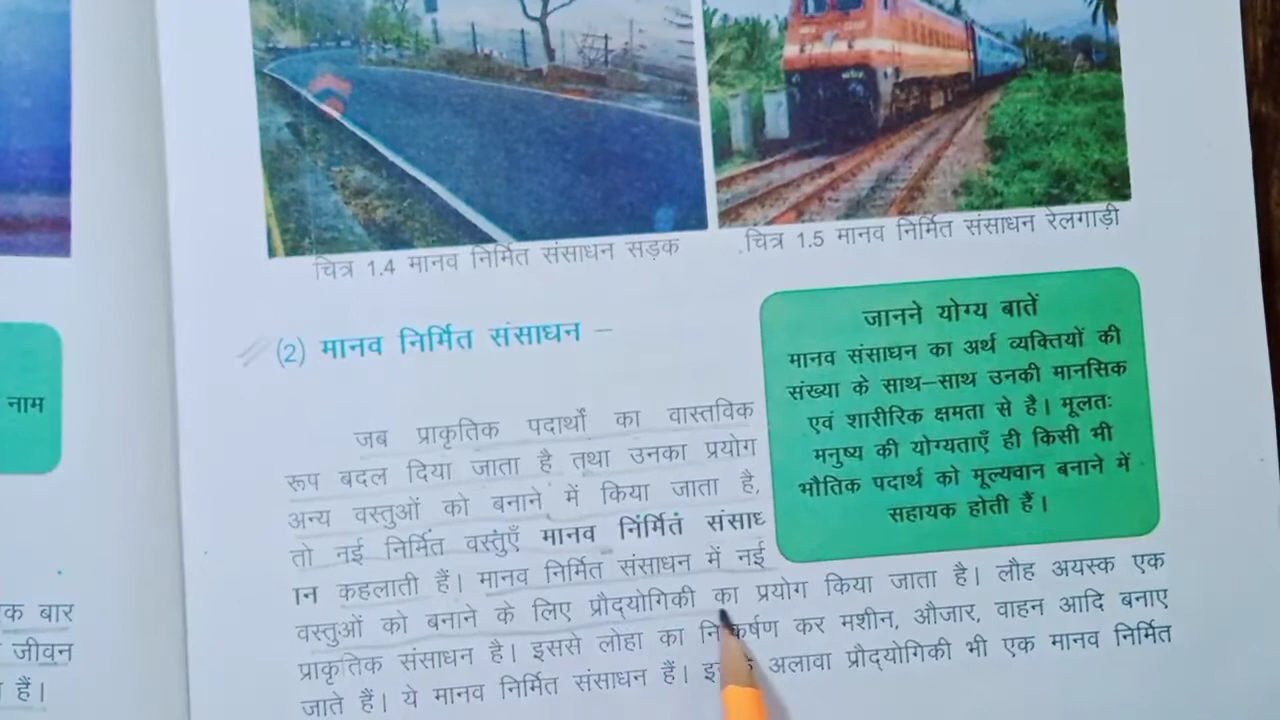 चित्र 1.4 मानव निर्मित संसाधन सड़क
चित्र 1.5 मानव निर्मित संसाधन रेलगाड़ी
(2) मानव निर्मित संसाधन –
जब प्राकृतिक पदार्थों का वास्तविक
रूप बदल दिया जाता है तथा उनका प्रयोग
अन्य वस्तुओं को बनाने में किया जाता है,
तो नई निर्मित वस्तुएँ मानव निर्मित संसाध
ान कहलाती हैं। मानव निर्मित संसाधन में नई
वस्तुओं को बनाने के लिए प्रौद्योगिकी का प्रयोग किया जाता है। लौह अयस्क एक
प्राकृतिक संसाधन है। इससे लोहा का कर मशीन, औजार, वाहन आदि बनाए
जाते हैं। ये मानव निर्मित संसाधन हैं। अलावा प्रौद्योगिकी भी एक मानव निर्मित
जानने योग्य बातें
मानव संसाधन का अर्थ व्यक्तियों की
संख्या के साथ–साथ उनकी मानसिक
एवं शारीरिक क्षमता से है। मूलतः
मनुष्य की योग्यताएँ ही किसी भी
भौतिक पदार्थ को मूल्यवान बनाने में
सहायक होती हैं।
नाम
क बार
जीवन
हैं।